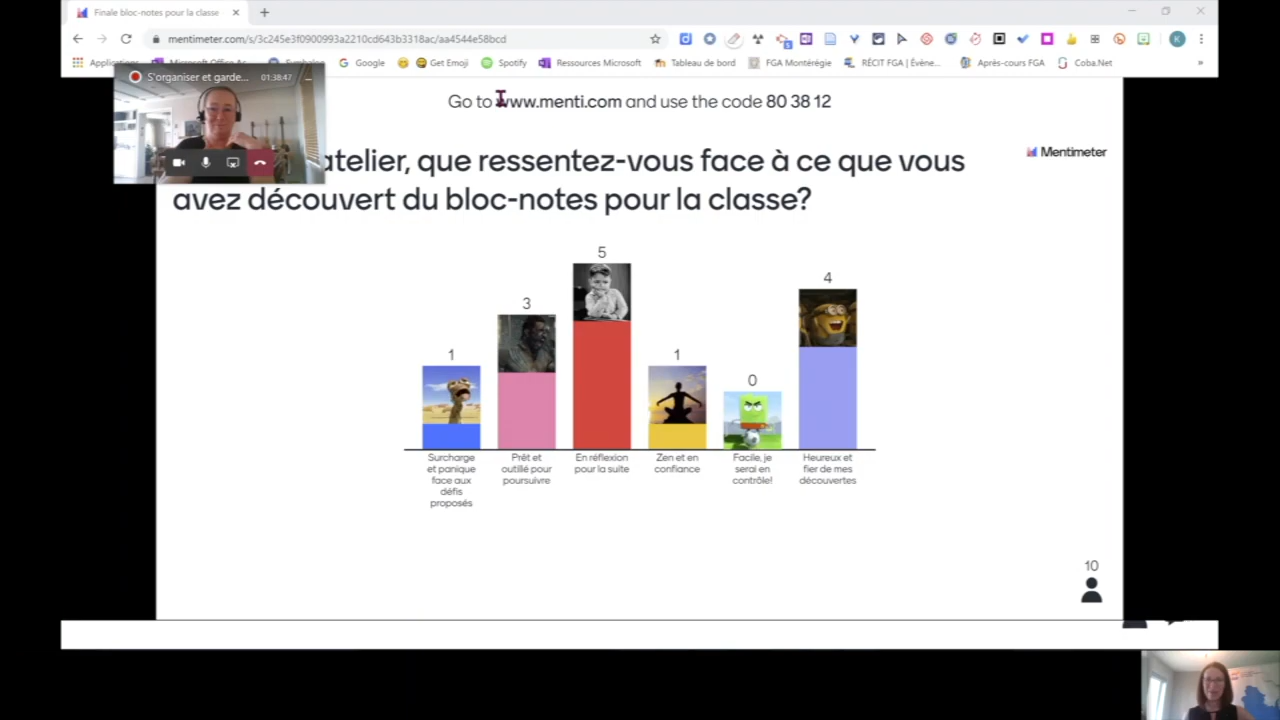 Finale bloc-notes pour la classe
mentimeter.com/s/3c245e3f0900993a2210cd643b3318ac/aa4544e58bcd
Google
Get Emoji
Spotify
Ressources Microsoft
Tableau de bord
FGA Montérégie
RÉCIT FGA | Évène...
Après-cours FGA
Coba.Net
»
S'organiser et garde...
01:38:47
Go to www.menti.com and use the code 80 38 12
atelier, que ressentez-vous face à ce que vous
avez découvert du bloc-notes pour la classe?
Mentimeter
1
3
5
1
0
4
Surcharge
et panique
face aux
défis
proposés
Prêt et
outillé pour
poursuivre
En réflexion
pour la suite
Zen et en
confiance
Facile, je
serai en
contrôle!
Heureux et
fier de mes
découvertes
10